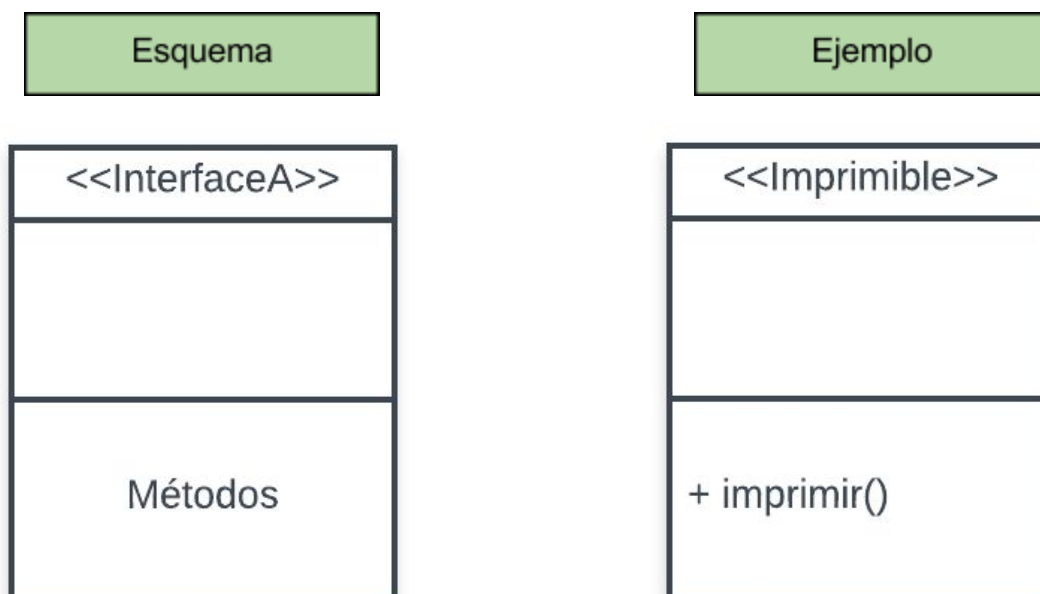 Esquema
Ejemplo
<<InterfaceA>>
<<Imprimible>>
Métodos
+ imprimir()